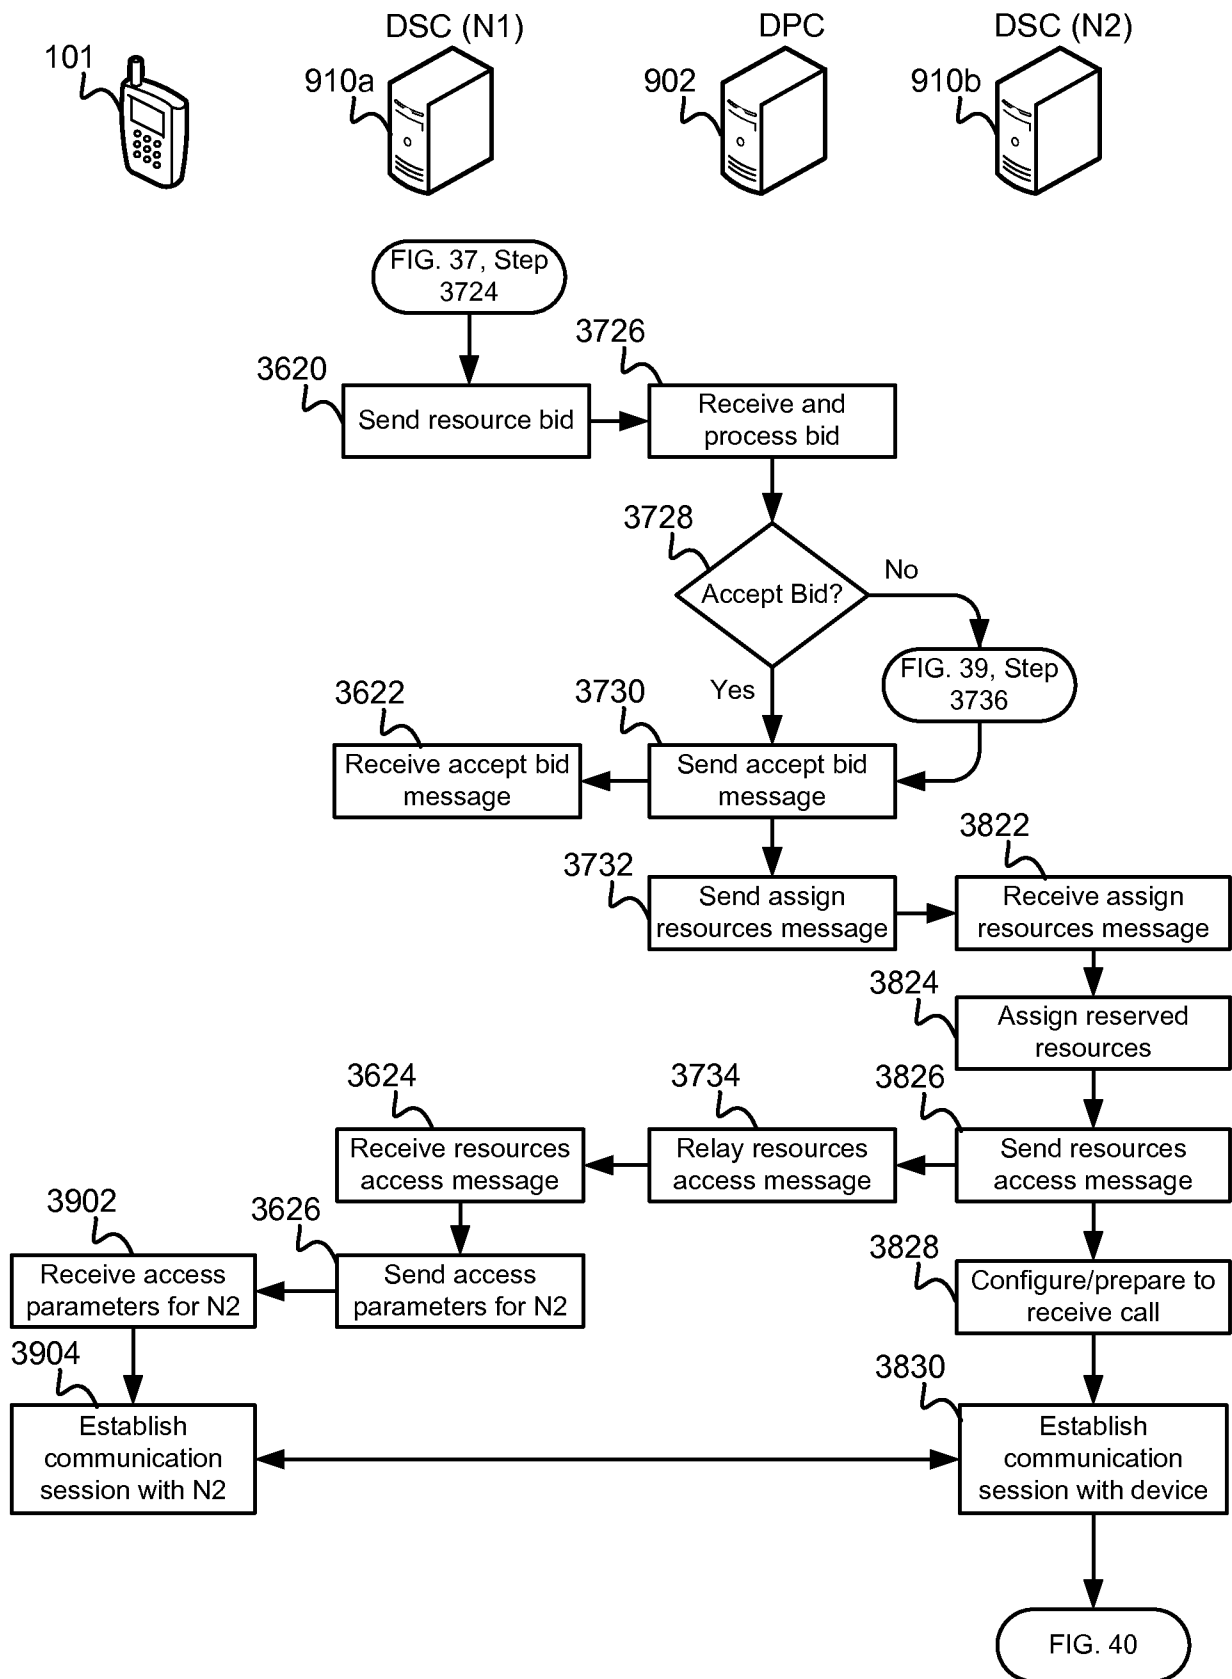 DSC (N1)
DPC
DSC (N2)
101
910a
902
910b
FIG. 37, Step
3724
3726
3620
Send resource bid
Receive and
process bid
3728
No
Accept Bid?
FIG. 39, Step
3736
Yes
3622
3730
Receive accept bid
message
Send accept bid
message
3822
3732
Send assign
resources message
Receive assign
resources message
3824
Assign reserved
resources
3624
3734
3826
Receive resources
access message
Relay resources
access message
Send resources
access message
3902
3626
3828
Receive access
parameters for N2
Send access
parameters for N2
Configure/prepare to
receive call
3904
3830
Establish
communication
session with N2
Establish
communication
session with device
FIG. 40